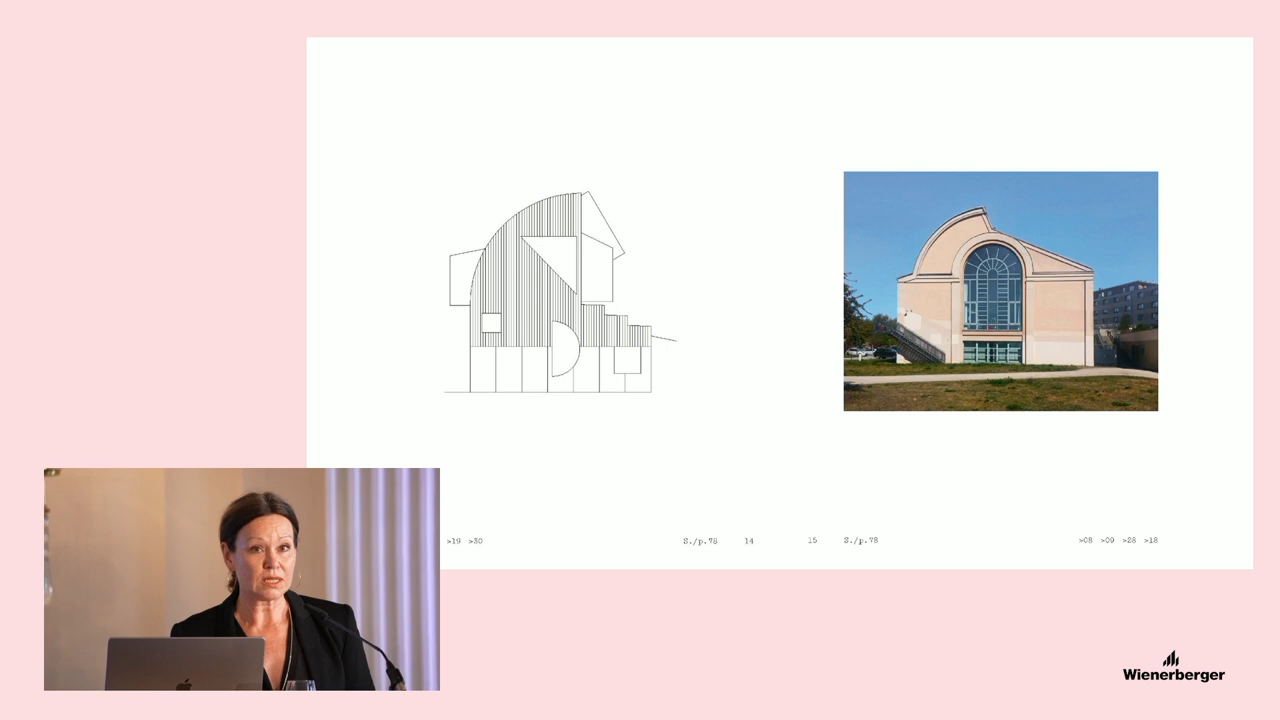 >19 >30
S./p.78
14
15
S./p.78
>08 >09 >28 >18
Wienerberger